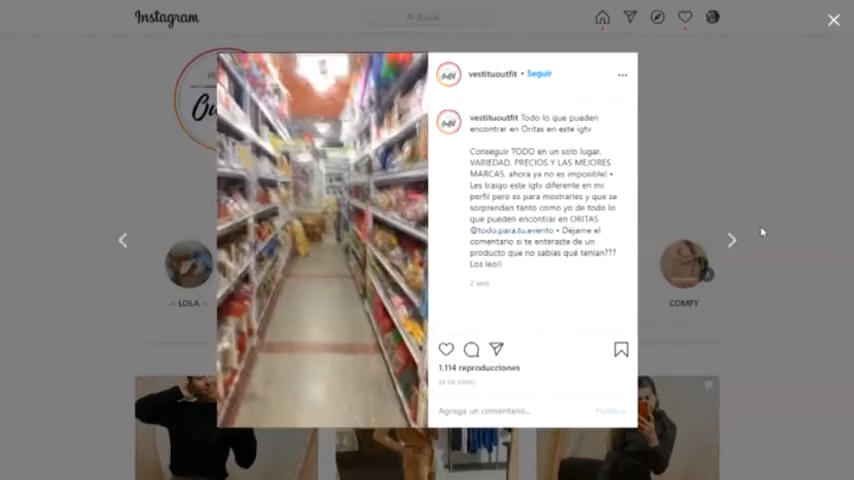 Instagram
Buscar
vestituoutfit • Seguir
vestituoutfit Todo lo que pueden
encontrar en Oritas en este igtv
Conseguir TODO en un solo lugar,
VARIEDAD, PRECIOS Y LAS MEJORES
MARCAS, ahora ya no es imposible! •
Les traigo este igtv diferente en mi
perfil pero es para mostrarles y que se
sorprendan tanto como yo de todo lo
que pueden encontrar en ORITAS
@todo.para.tu.evento • Déjame el
comentario si te enteraste de un
producto que no sabías qué tenían???
Los leo!!
2 sem
LOLA
COMFY
1.114 reproducciones
Agrega un comentario...
Publicar